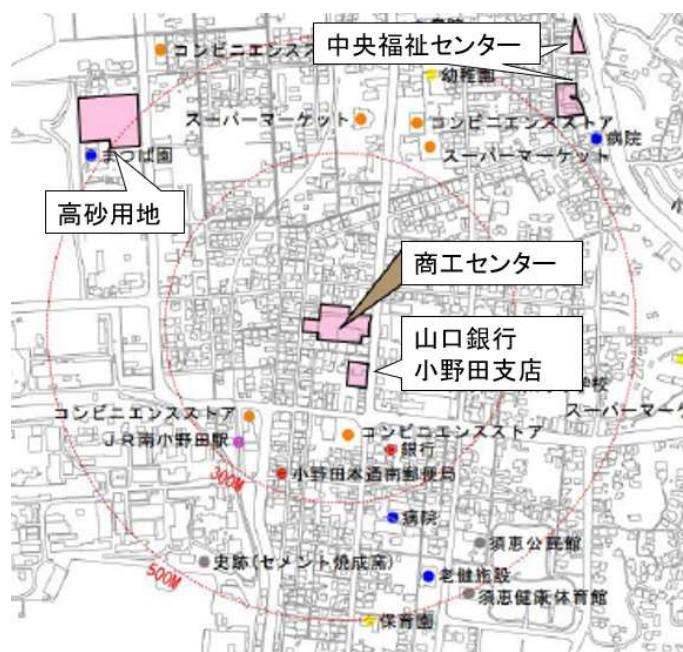 中央福祉センター
コンビニエンスストア
幼稚園
スーパーマーケット
コンビニエンスストア
スーパーマーケット
病院
まつば園
高砂用地
商工センター
山口銀行
小野田支店
コンビニエンスストア
JR南小野田駅
コンビニエンスストア
銀行
小野田本通南郵便局
300M
病院
須恵公民館
史跡(セメント焼成窯)
老健施設
500M
須恵健康体育館
保育園